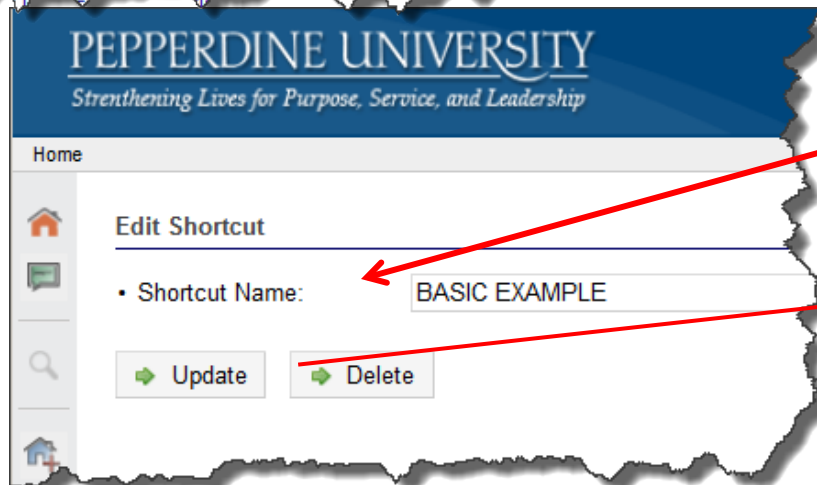 PEPPERDINE UNIVERSITY
Strenthening Lives for Purpose, Service, and Leadership
Home
Edit Shortcut
• Shortcut Name: BASIC EXAMPLE
Update Delete